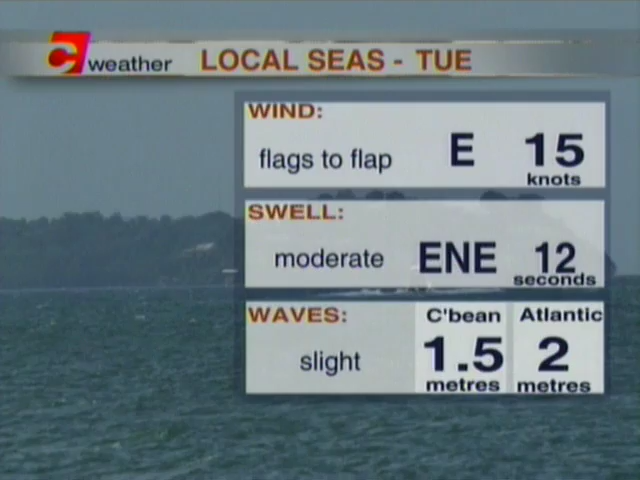 weather LOCAL SEAS - TUE
WIND:
flags to flap E 15
knots
SWELL:
moderate ENE 12
seconds
WAVES: C'bean Atlantic
slight 1.5 2
metres metres